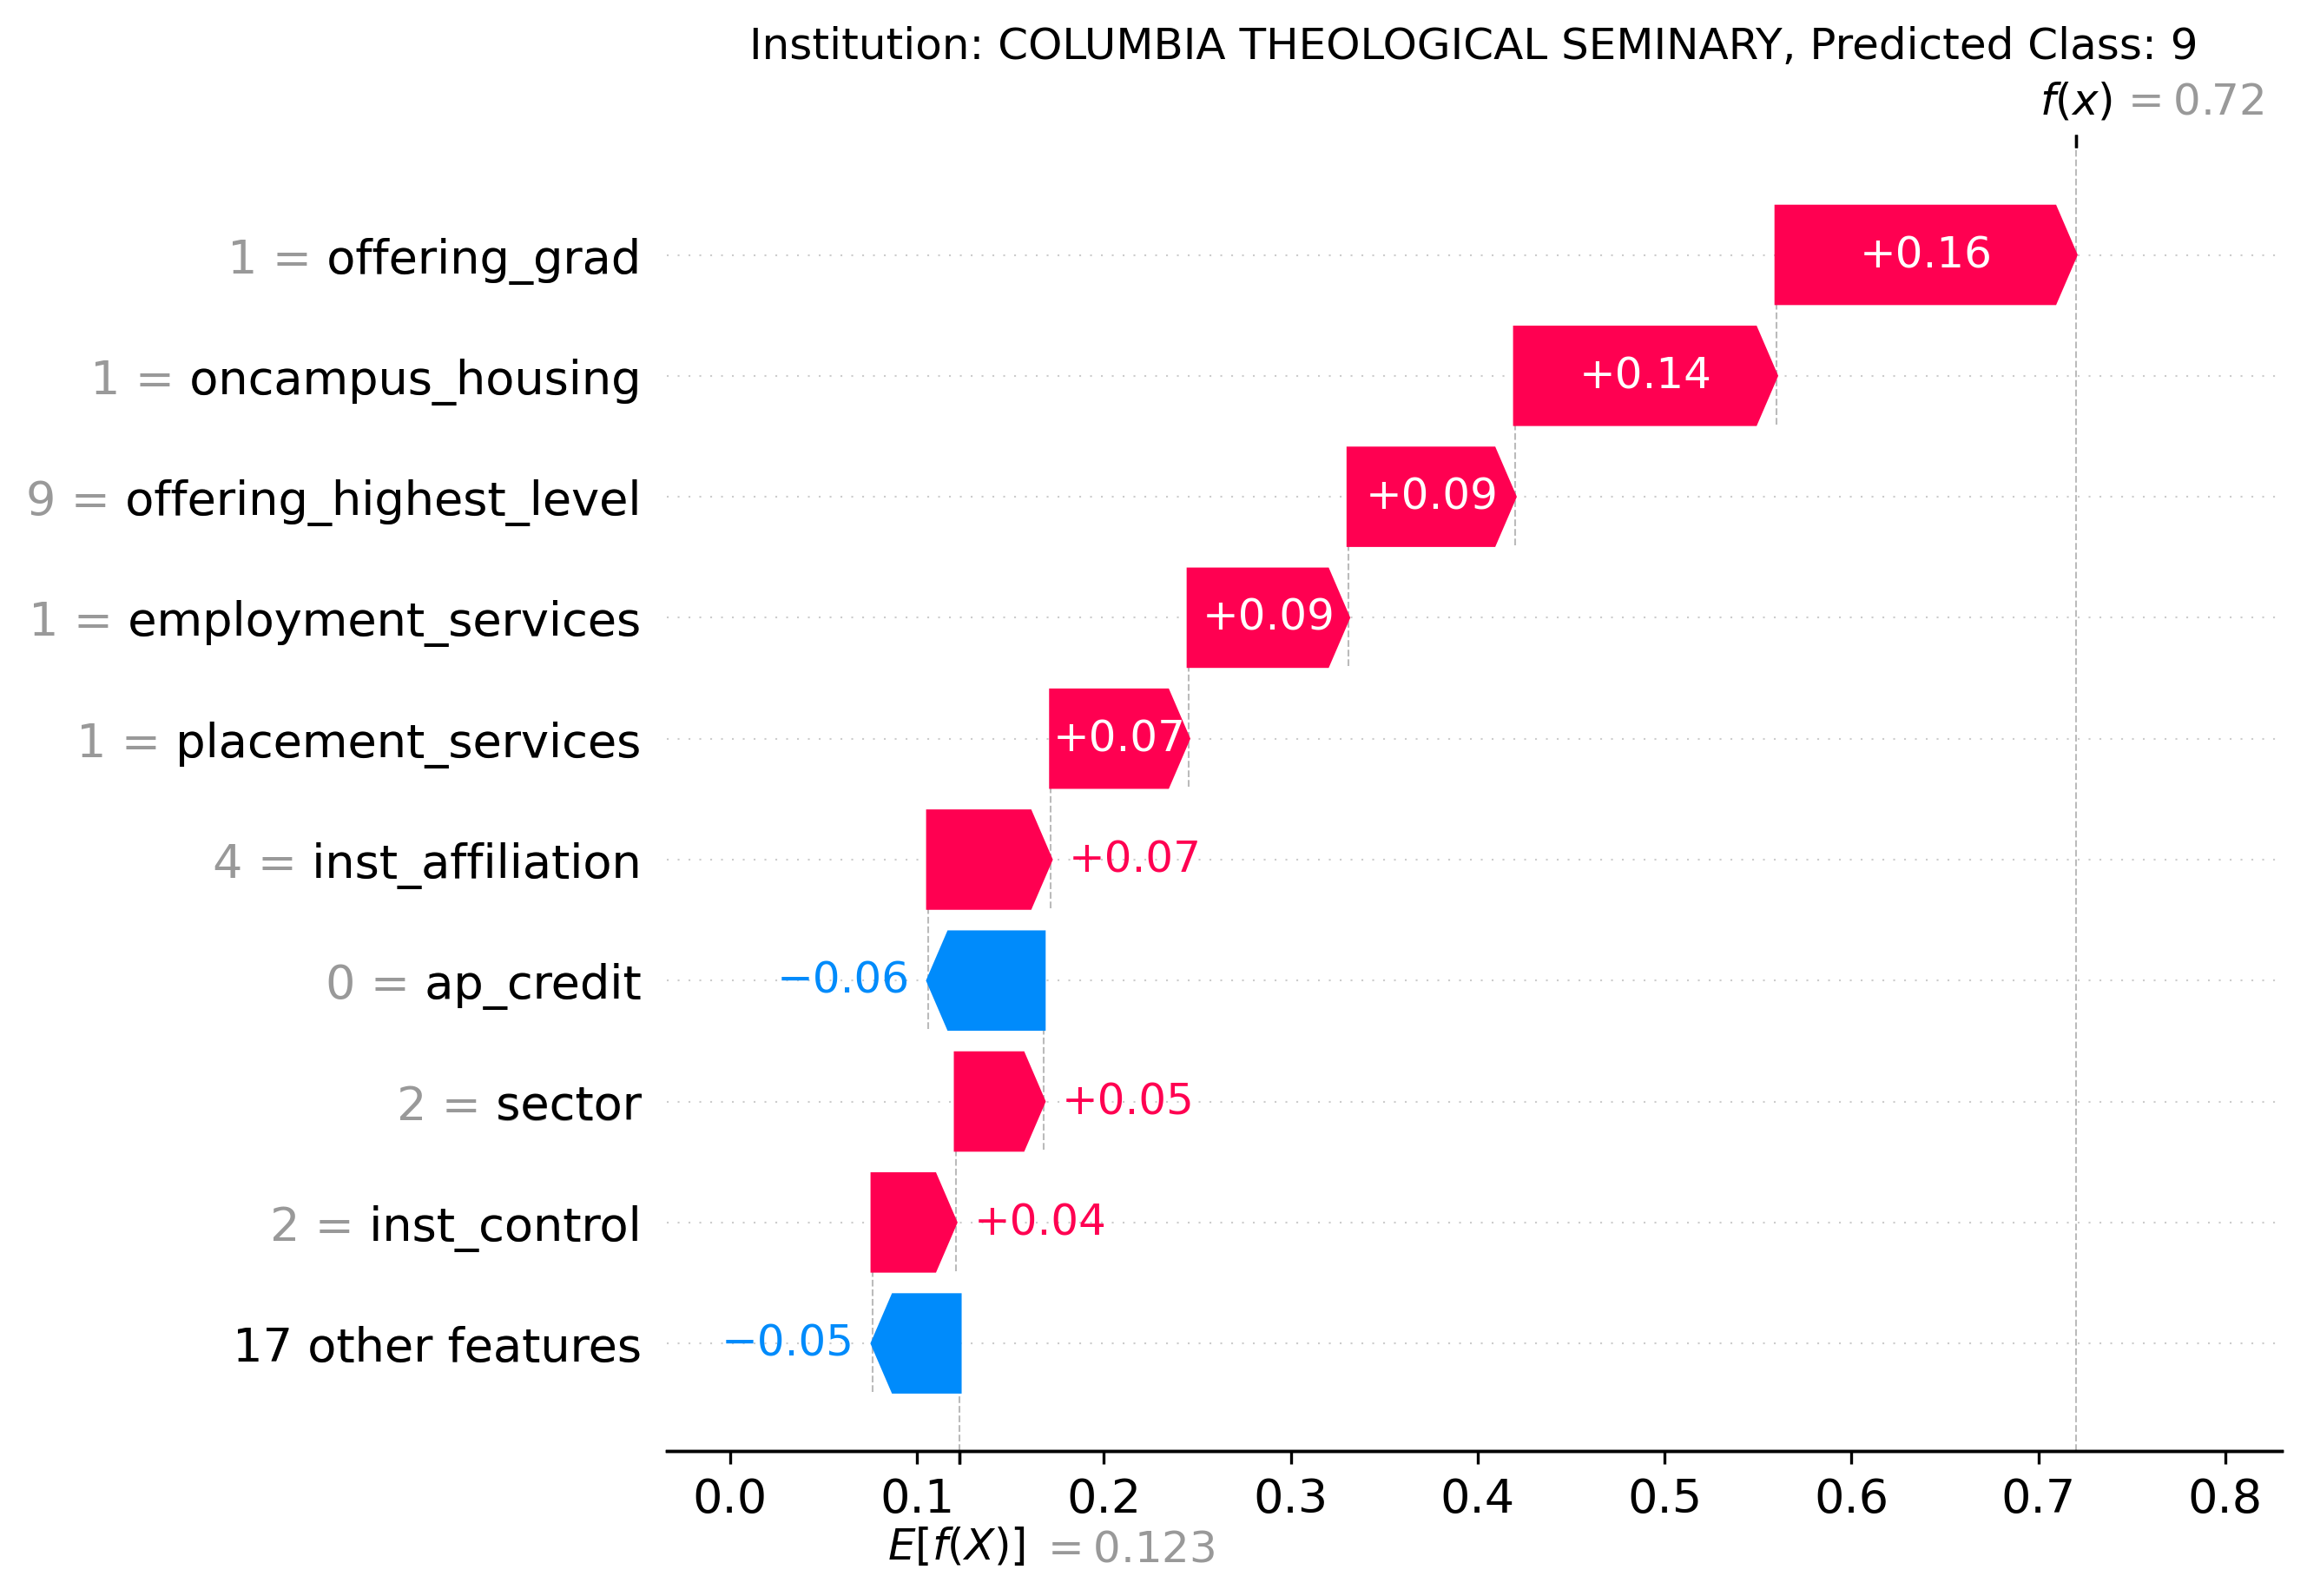 Institution: COLUMBIA THEOLOGICAL SEMINARY, Predicted Class: 9
f(x) = 0.72
1 = offering_grad +0.16
1 = oncampus_housing +0.14
9 = offering_highest_level +0.09
1 = employment_services +0.09
1 = placement_services +0.07
4 = inst_affiliation +0.07
0 = ap_credit −0.06
2 = sector +0.05
2 = inst_control +0.04
17 other features −0.05
0.0 0.1 0.2 0.3 0.4 0.5 0.6 0.7 0.8
E[f(X)] = 0.123